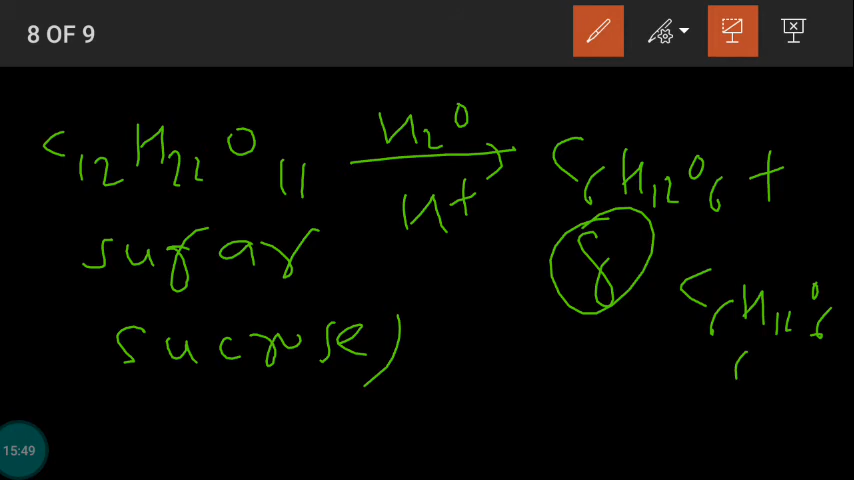 8 OF 9
C12H22O11 H2O H+ C6H12O6 +
sugar 
C6H12O6
sucrose)
15:49